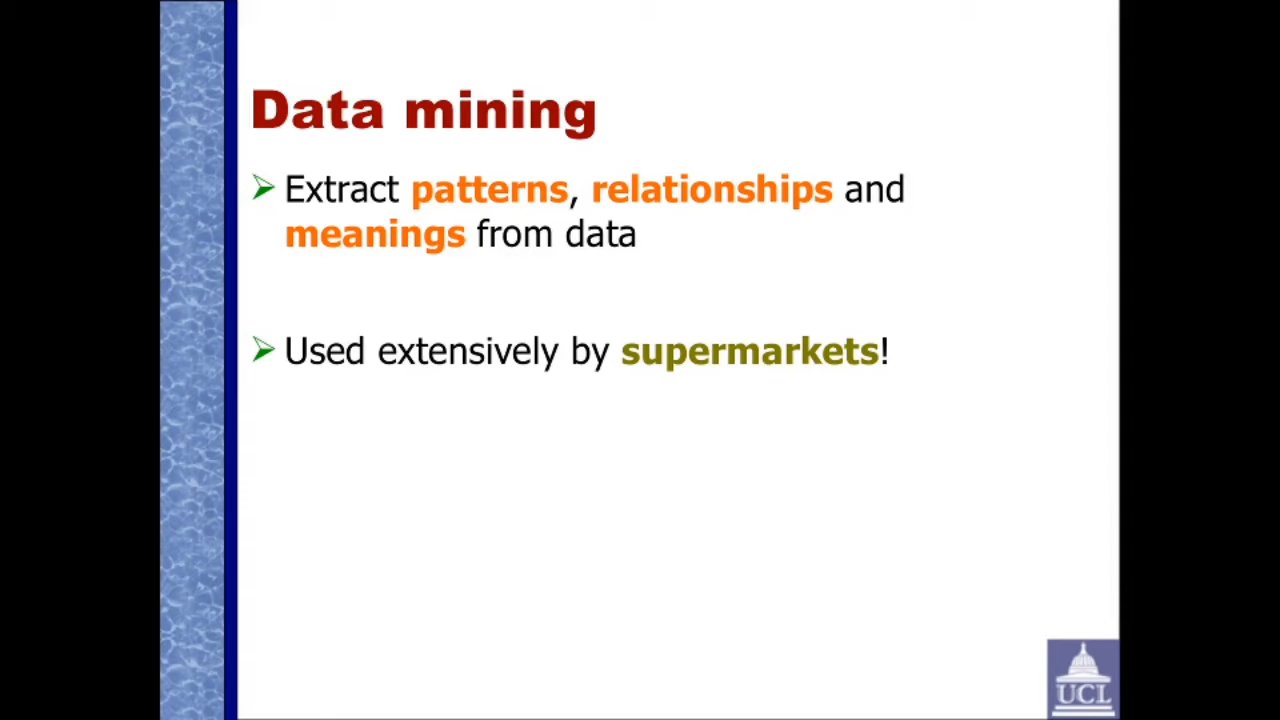 Data mining
Extract patterns, relationships and
meanings from data
Used extensively by supermarkets!
UCL